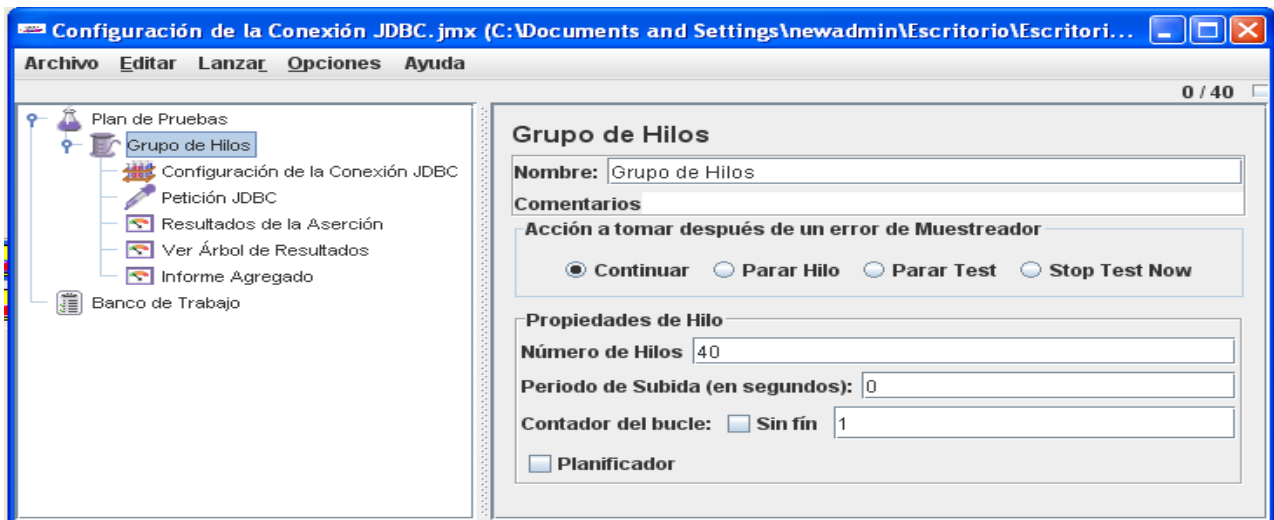 Configuración de la Conexión JDBC.jmx (C:\Documents and Settings\newadmin\Escritorio\Escritori...
Archivo Editar Lanzar Opciones Ayuda
0 / 40
Plan de Pruebas
Grupo de Hilos
Configuración de la Conexión JDBC
Petición JDBC
Resultados de la Aserción
Ver Árbol de Resultados
Informe Agregado
Banco de Trabajo
Grupo de Hilos
Nombre: Grupo de Hilos
Comentarios
Acción a tomar después de un error de Muestreador
Continuar Parar Hilo Parar Test Stop Test Now
Propiedades de Hilo
Número de Hilos 40
Periodo de Subida (en segundos): 0
Contador del bucle: Sin fín 1
Planificador